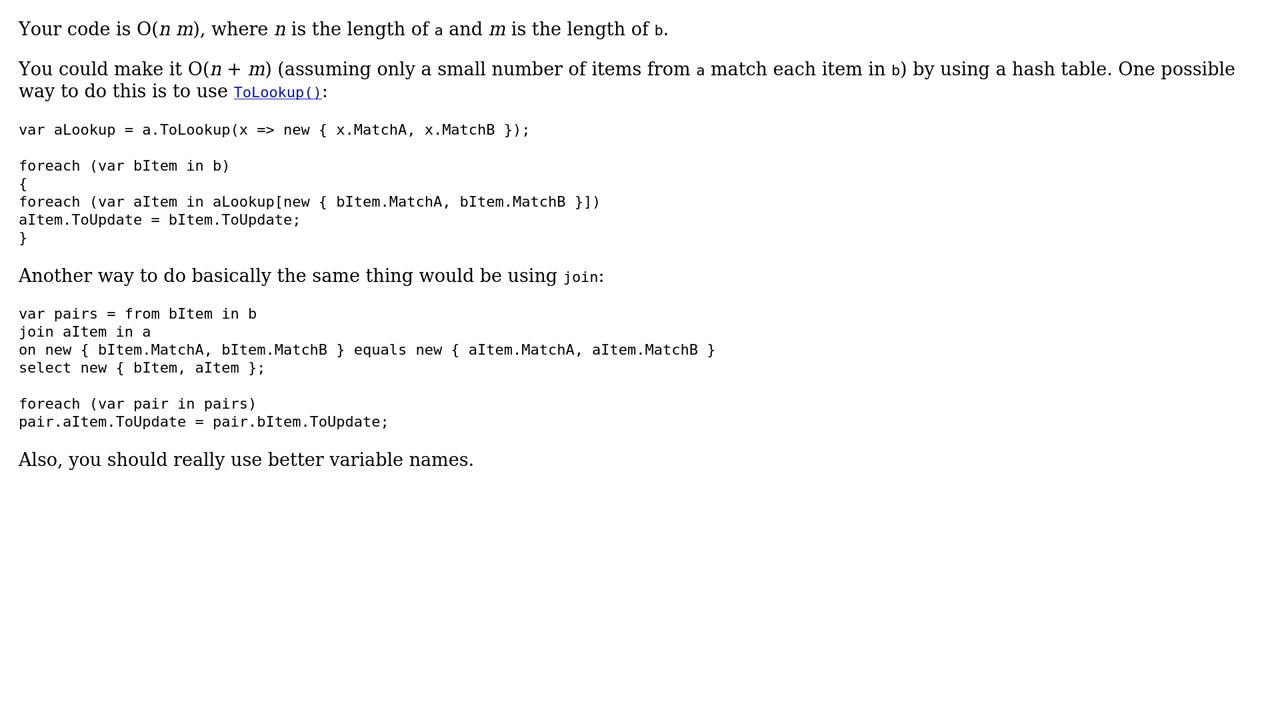 Your code is O(n m), where n is the length of a and m is the length of b.
You could make it O(n + m) (assuming only a small number of items from a match each item in b) by using a hash table. One possible
way to do this is to use ToLookup():
var aLookup = a.ToLookup(x => new { x.MatchA, x.MatchB });
foreach (var bItem in b)
{
foreach (var aItem in aLookup[new { bItem.MatchA, bItem.MatchB }])
aItem.ToUpdate = bItem.ToUpdate;
}
Another way to do basically the same thing would be using join:
var pairs = from bItem in b
join aItem in a
on new { bItem.MatchA, bItem.MatchB } equals new { aItem.MatchA, aItem.MatchB }
select new { bItem, aItem };
foreach (var pair in pairs)
pair.aItem.ToUpdate = pair.bItem.ToUpdate;
Also, you should really use better variable names.